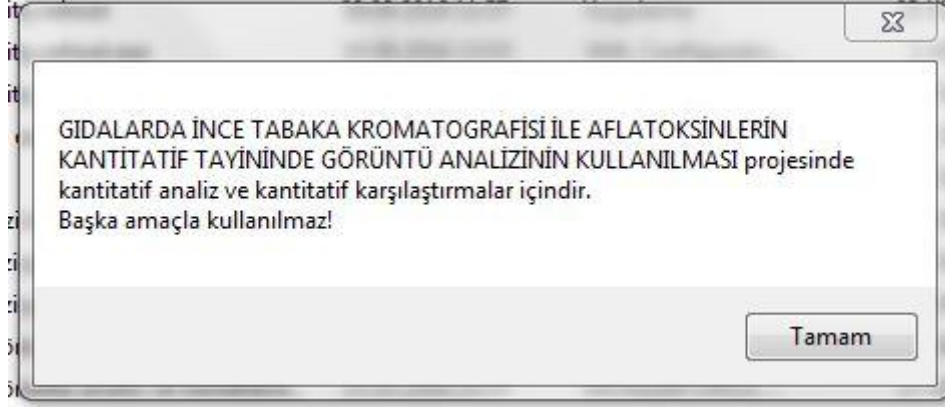 GIDALARDA İNCE TABAKA KROMATOGRAFİSİ İLE AFLATOKSİNLERİN
KANTİTATİF TAYİNİNDE GÖRÜNTÜ ANALİZİNİN KULLANILMASI projesinde
kantitatif analiz ve kantitatif karşılaştırmalar içindir.
Başka amaçla kullanılmaz!
Tamam